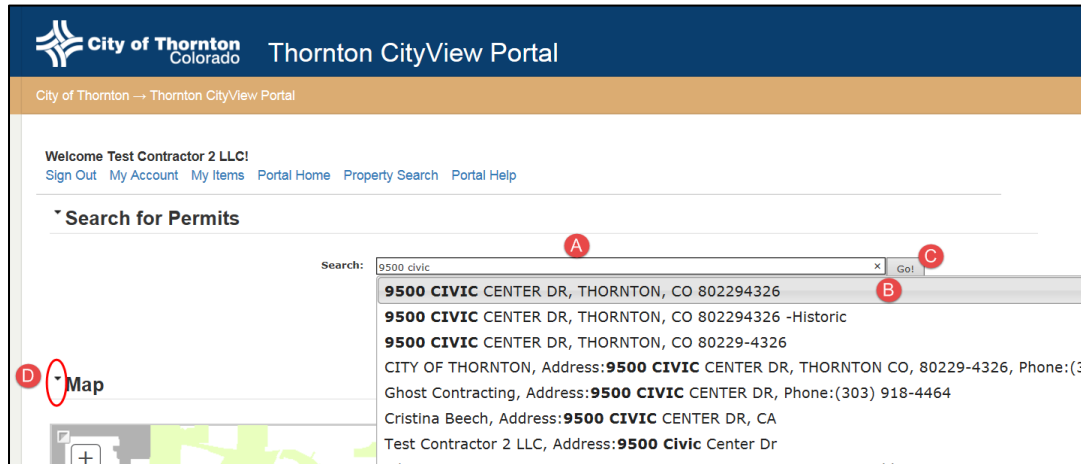 City of Thornton
Colorado
Thornton CityView Portal
City of Thornton → Thornton CityView Portal
Welcome Test Contractor 2 LLC!
Sign Out My Account My Items Portal Home Property Search Portal Help
Search for Permits
A
Search: 9500 civic × Go! C
9500 CIVIC CENTER DR, THORNTON, CO 802294326 B
9500 CIVIC CENTER DR, THORNTON, CO 802294326 -Historic
9500 CIVIC CENTER DR, THORNTON, CO 80229-4326
CITY OF THORNTON, Address:9500 CIVIC CENTER DR, THORNTON CO, 80229-4326, Phone:(3
D Map
Ghost Contracting, Address:9500 CIVIC CENTER DR, Phone:(303) 918-4464
Cristina Beech, Address:9500 CIVIC CENTER DR, CA
Test Contractor 2 LLC, Address:9500 Civic Center Dr
+